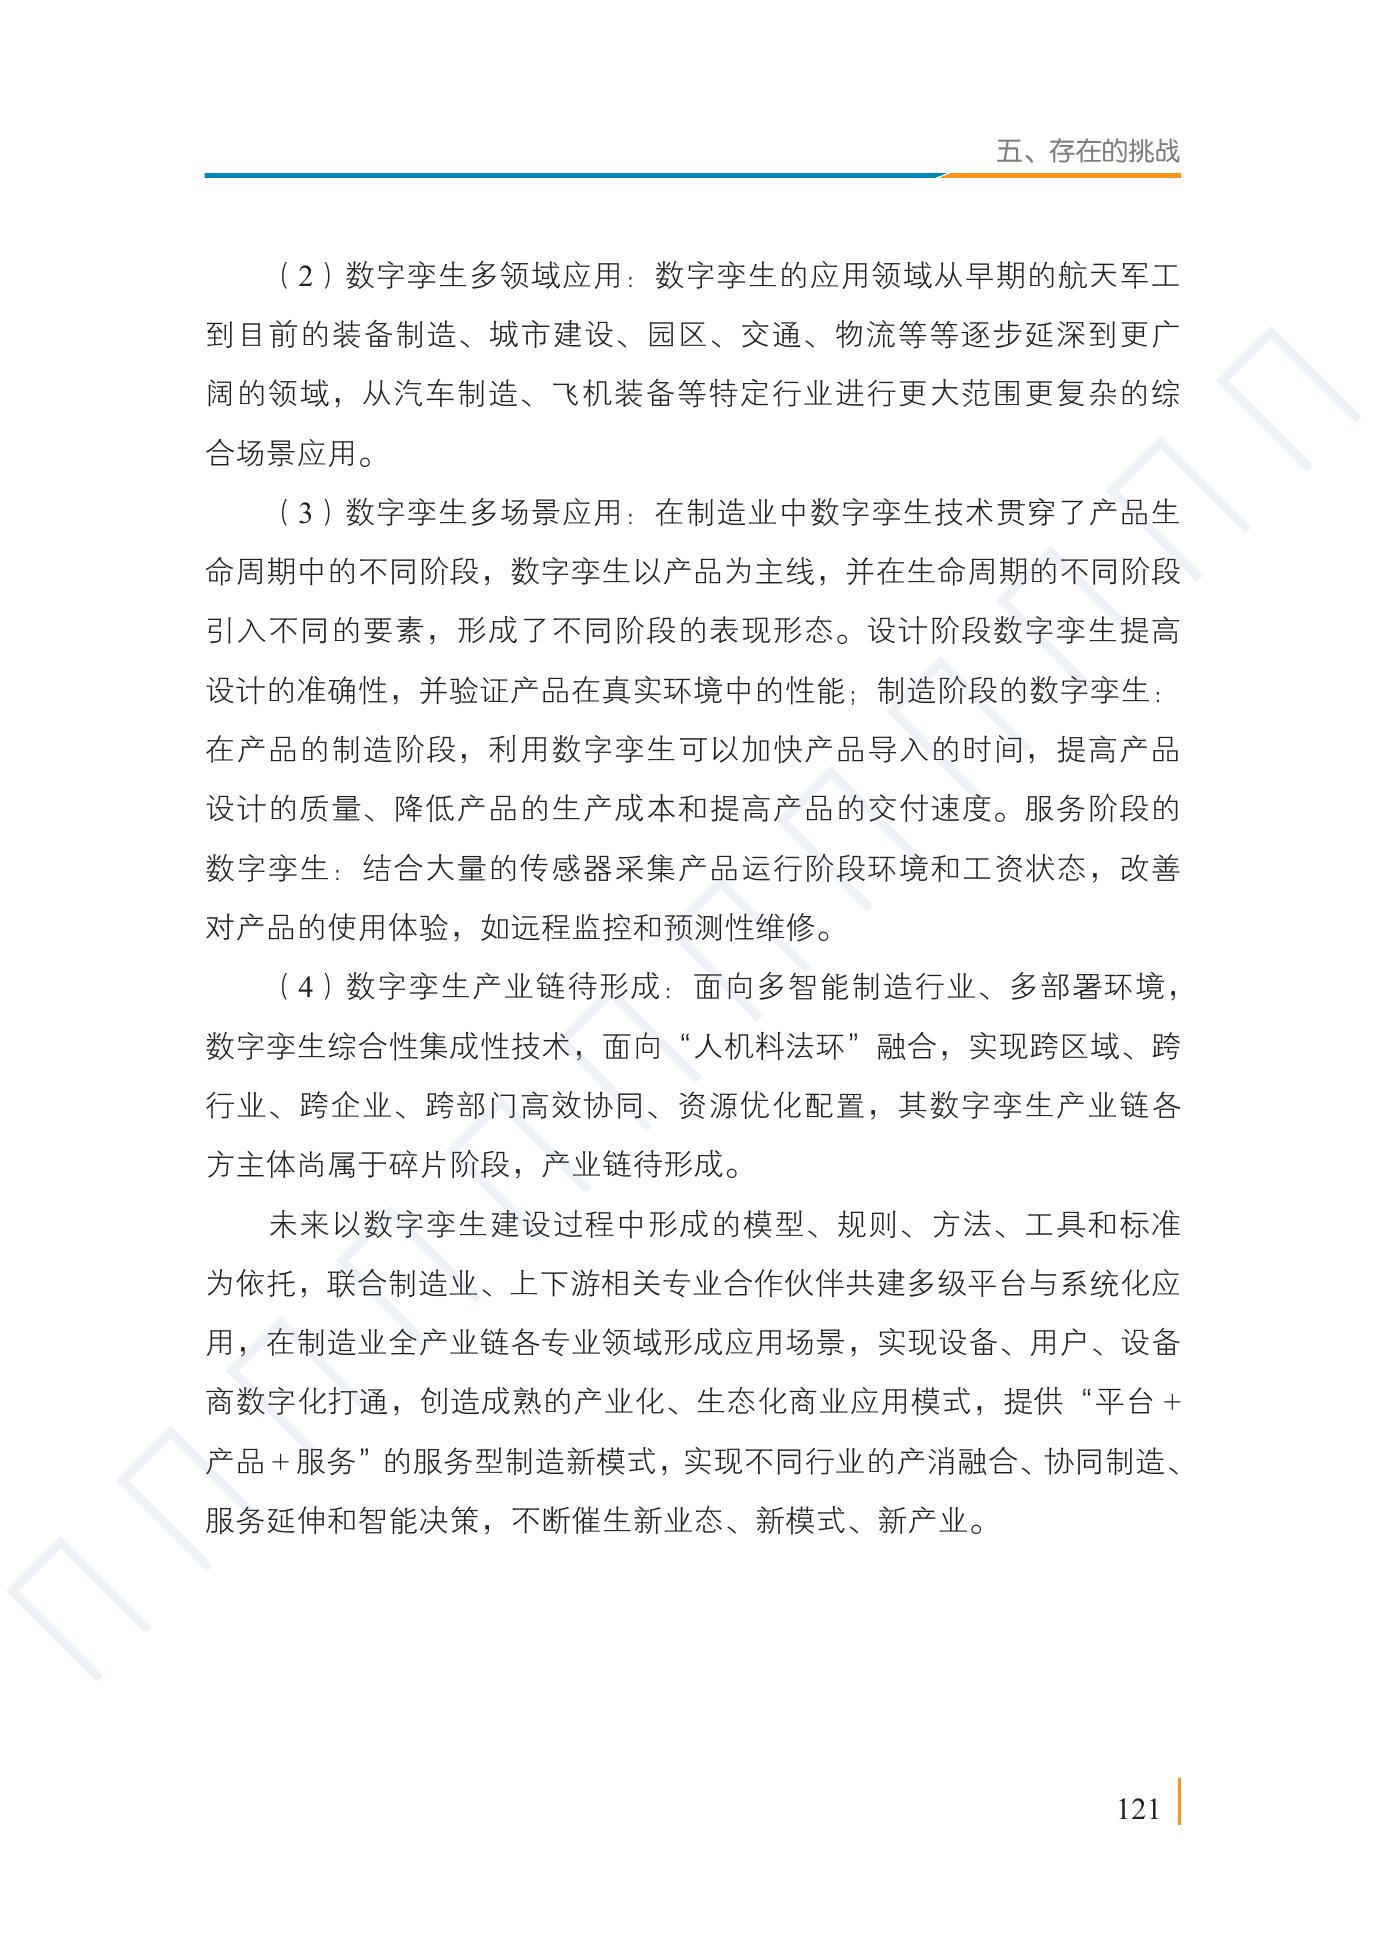 五、存在的挑战
（2）数字孪生多领域应用：数字孪生的应用领域从早期的航天军工
到目前的装备制造、城市建设、园区、交通、物流等等逐步延深到更广
阔的领域，从汽车制造、飞机装备等特定行业进行更大范围更复杂的综
合场景应用。
（3）数字孪生多场景应用：在制造业中数字孪生技术贯穿了产品生
命周期中的不同阶段，数字孪生以产品为主线，并在生命周期的不同阶段
引入不同的要素，形成了不同阶段的表现形态。设计阶段数字孪生提高
设计的准确性，并验证产品在真实环境中的性能；制造阶段的数字孪生：
在产品的制造阶段，利用数字孪生可以加快产品导入的时间，提高产品
设计的质量、降低产品的生产成本和提高产品的交付速度。服务阶段的
数字孪生：结合大量的传感器采集产品运行阶段环境和工资状态，改善
对产品的使用体验，如远程监控和预测性维修。
（4）数字孪生产业链待形成：面向多智能制造行业、多部署环境，
数字孪生综合性集成性技术，面向“人机料法环”融合，实现跨区域、跨
行业、跨企业、跨部门高效协同、资源优化配置，其数字孪生产业链各
方主体尚属于碎片阶段，产业链待形成。
未来以数字孪生建设过程中形成的模型、规则、方法、工具和标准
为依托，联合制造业、上下游相关专业合作伙伴共建多级平台与系统化应
用，在制造业全产业链各专业领域形成应用场景，实现设备、用户、设备
商数字化打通，创造成熟的产业化、生态化商业应用模式，提供“平台＋
产品＋服务”的服务型制造新模式，实现不同行业的产消融合、协同制造、
服务延伸和智能决策，不断催生新业态、新模式、新产业。
121